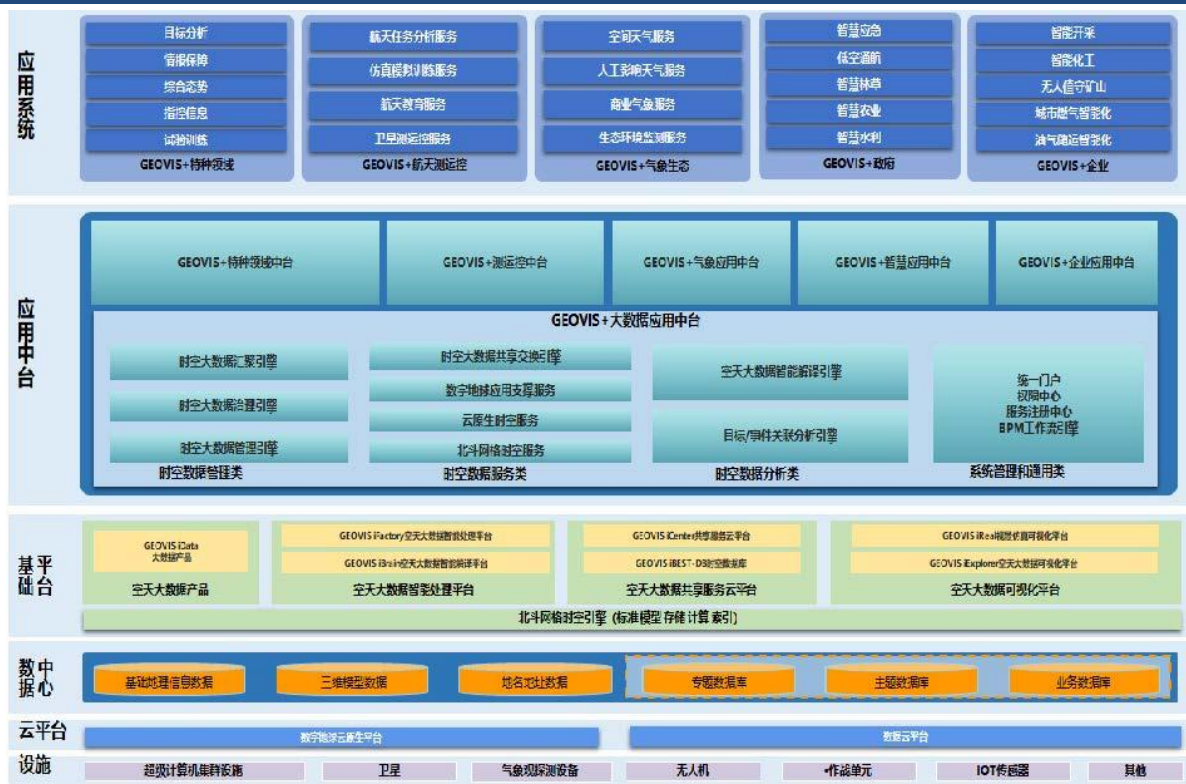 应用系统
目标分析
情报保障
综合态势
指控信息
试验训练
GEOVIS+特种领域
航天任务分析服务
仿真模拟训练服务
航天教育服务
卫星测运控服务
GEOVIS+航天测运控
空间天气服务
人工影响天气服务
商业气象服务
生态环境监测服务
GEOVIS+气象生态
智慧应急
低空通航
智慧林草
智慧农业
智慧水利
GEOVIS+政府
智能开采
智能化工
无人值守矿山
城市燃气智能化
油气储运智能化
GEOVIS+企业
应用中台
GEOVIS+特种领域中台
GEOVIS+测运控中台
GEOVIS+气象应用中台
GEOVIS+智慧应用中台
GEOVIS+企业应用中台
GEOVIS+大数据应用中台
时空大数据汇聚引擎
时空大数据治理引擎
时空大数据管理引擎
时空数据管理类
时空大数据共享交换引擎
数字地球应用支撑服务
云原生时空服务
北斗网格时空服务
时空数据服务类
空天大数据智能解译引擎
目标/事件关联分析引擎
时空数据分析类
统一门户
权限中心
服务注册中心
BPM工作流引擎
系统管理和通用类
基础平台
GEOVIS iData
大数据产品
空天大数据产品
GEOVIS iFactory空天大数据智能处理平台
GEOVIS iBrain空天大数据智能解译平台
空天大数据智能处理平台
GEOVIS iCenter共享服务云平台
GEOVIS iBEST-DB时空数据库
空天大数据共享服务云平台
GEOVIS iReal视景仿真可视化平台
GEOVIS iExplorer空天大数据可视化平台
空天大数据可视化平台
北斗网格时空引擎 (标准模型 存储 计算 索引)
数据中心
基础地理信息数据
三维模型数据
地名地址数据
专题数据库
主题数据库
业务数据库
云平台
数字地球云原生平台
数据云平台
设施
超级计算机集群设施
卫星
气象观探测设备
无人机
-作战单元
IOT传感器
其他